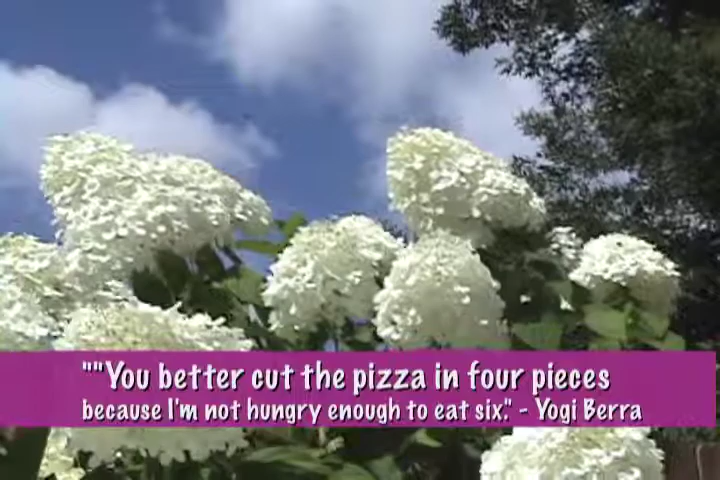 ""You better cut the pizza in four pieces
because I'm not hungry enough to eat six." - Yogi Berra